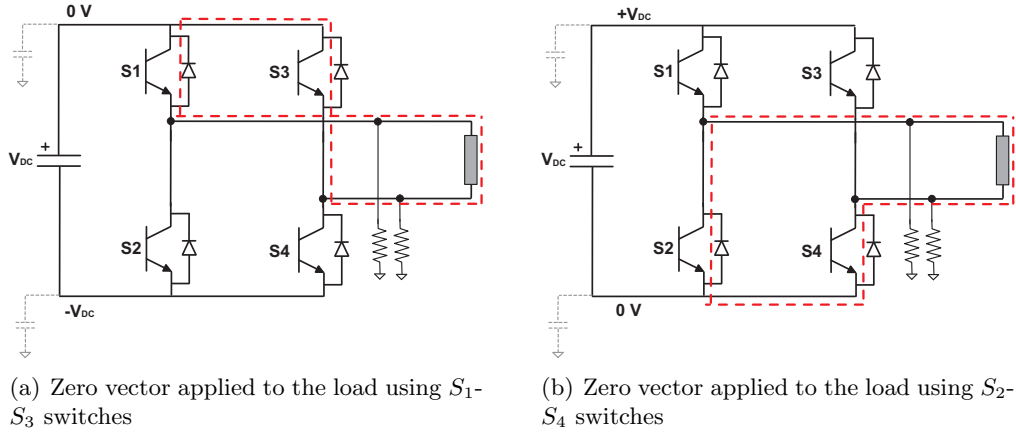 0 V
S1
S3
+
VDC
S2
S4
-VDC
(a) Zero vector applied to the load using S1-
S3 switches
+VDC
S1
S3
+
VDC
S2
S4
0 V
(b) Zero vector applied to the load using S2-
S4 switches